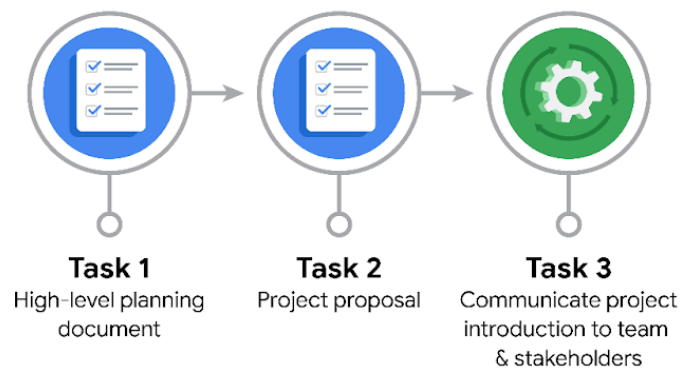 Task 1
High-level planning
document
Task 2
Project proposal
Task 3
Communicate project
introduction to team
& stakeholders